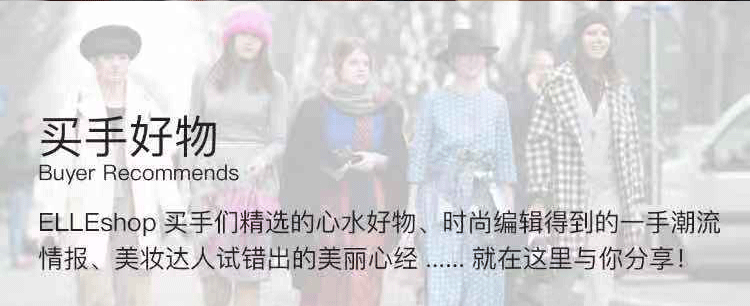 买手好物
Buyer Recommends
ELLEshop 买手们精选的心水好物、时尚编辑得到的一手潮流
情报、美妆达人试错出的美丽心经 ...... 就在这里与你分享！